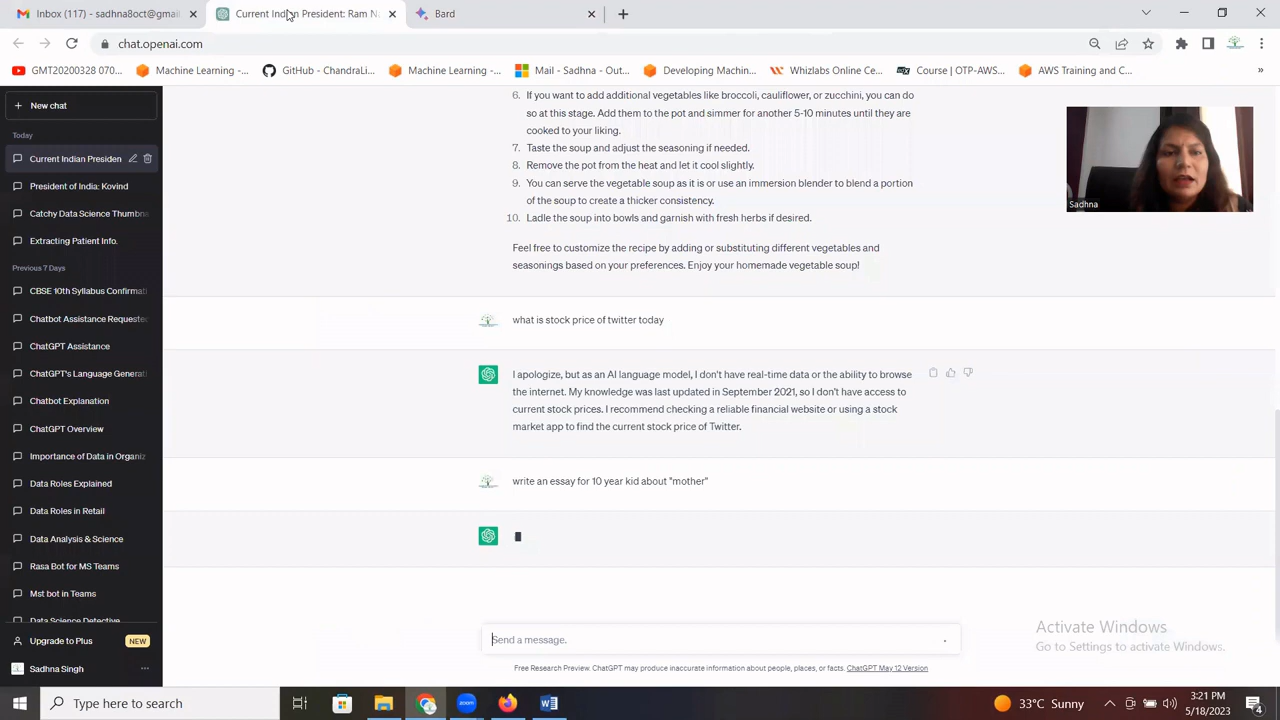 Inbox (117) - sadhna8oct@gmail
Current Indian President: Ram N
Bard
chat.openai.com
GMT20200328 070...
Machine Learning -...
GitHub - ChandraLi...
Machine Learning -...
Mail - Sadhna - Out...
Developing Machin...
Whizlabs Online Ce...
Course | OTP-AWS...
AWS Training and C...
»
New chat
Today
Current Indian Presiden
President of India: Kovind
Catchy Data Science Thumbna
Extracting Patient Info.
Previous 7 Days
CBSE 10th Syllabus Confirmab
Chatbot Assistance Requested
ChatGPT Assistance
ChatGPT's Language Generati
Chatbot Explanation
ChatGPT Overview
Importance of Data in Organiz
Data Roles Explained
Data Roles in Retail
Data Analysis & Science
Rasa Bot for MS Teams
Mst bot in Teams
Data Science Detective
Upgrade to Plus
NEW
Sadhna Singh
6. If you want to add additional vegetables like broccoli, cauliflower, or zucchini, you can do
so at this stage. Add them to the pot and simmer for another 5-10 minutes until they are
cooked to your liking.
7. Taste the soup and adjust the seasoning if needed.
8. Remove the pot from the heat and let it cool slightly.
9. You can serve the vegetable soup as it is or use an immersion blender to blend a portion
of the soup to create a thicker consistency.
10. Ladle the soup into bowls and garnish with fresh herbs if desired.
Feel free to customize the recipe by adding or substituting different vegetables and
seasonings based on your preferences. Enjoy your homemade vegetable soup!
Sadhna
what is stock price of twitter today
I apologize, but as an AI language model, I don't have real-time data or the ability to browse
the internet. My knowledge was last updated in September 2021, so I don't have access to
current stock prices. I recommend checking a reliable financial website or using a stock
market app to find the current stock price of Twitter.
write an essay for 10 year kid about "mother"
Send a message.
Free Research Preview. ChatGPT may produce inaccurate information about people, places, or facts. ChatGPT May 12 Version
Activate Windows
Go to Settings to activate Windows.
Type here to search
zoom
33°C Sunny
3:21 PM
5/18/2023
4